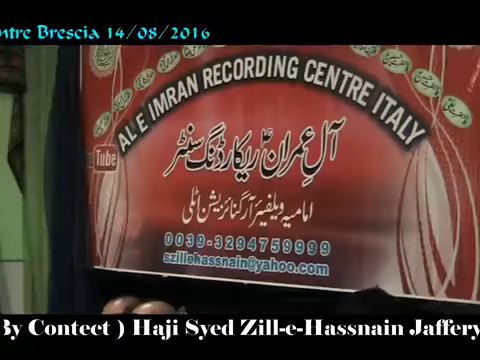 ntre Brescia 14/08/2016
AL E IMRAN RECORDING CENTRE ITALY
Tube
آلِ عمران ریکارڈنگ سنٹر
امامیہ ویلفیئر آرگنائزیشن اٹلی
0039-3294759999
szillehassnain@yahoo.com
By Contect ) Haji Syed Zill-e-Hassnain Jaffery